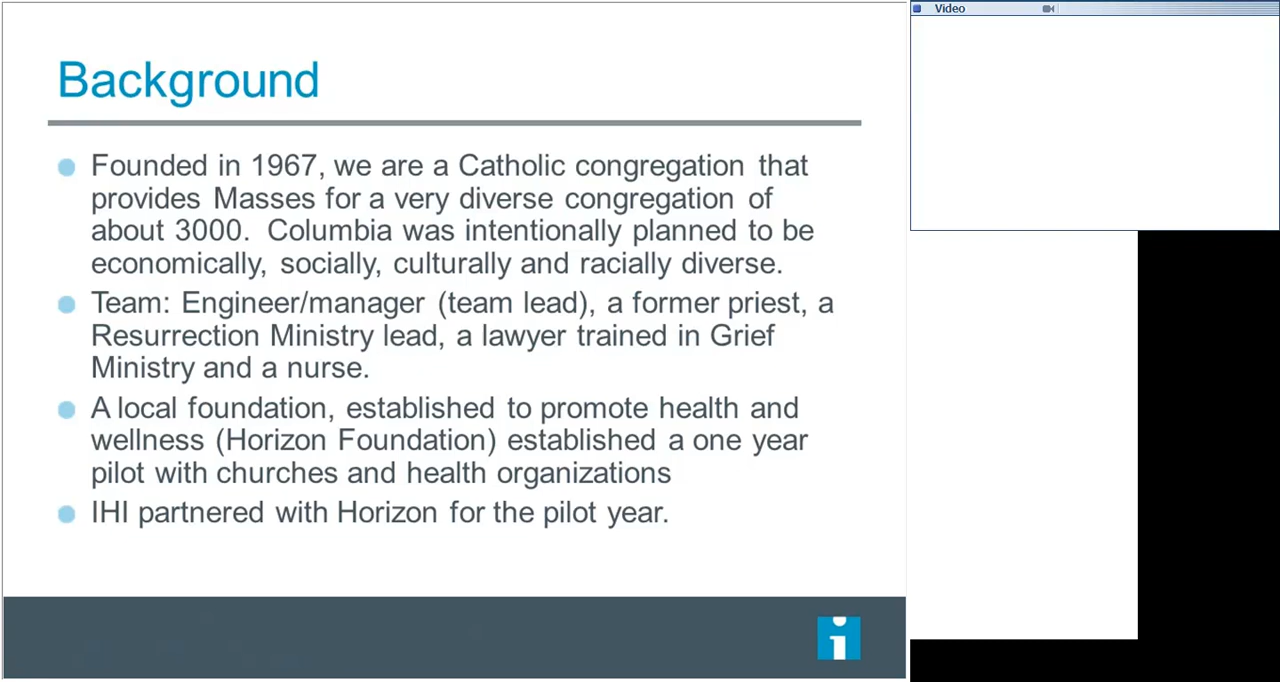 Video
Background
Founded in 1967, we are a Catholic congregation that
provides Masses for a very diverse congregation of
about 3000. Columbia was intentionally planned to be
economically, socially, culturally and racially diverse.
Team: Engineer/manager (team lead), a former priest, a
Resurrection Ministry lead, a lawyer trained in Grief
Ministry and a nurse.
A local foundation, established to promote health and
wellness (Horizon Foundation) established a one year
pilot with churches and health organizations
IHI partnered with Horizon for the pilot year.
i